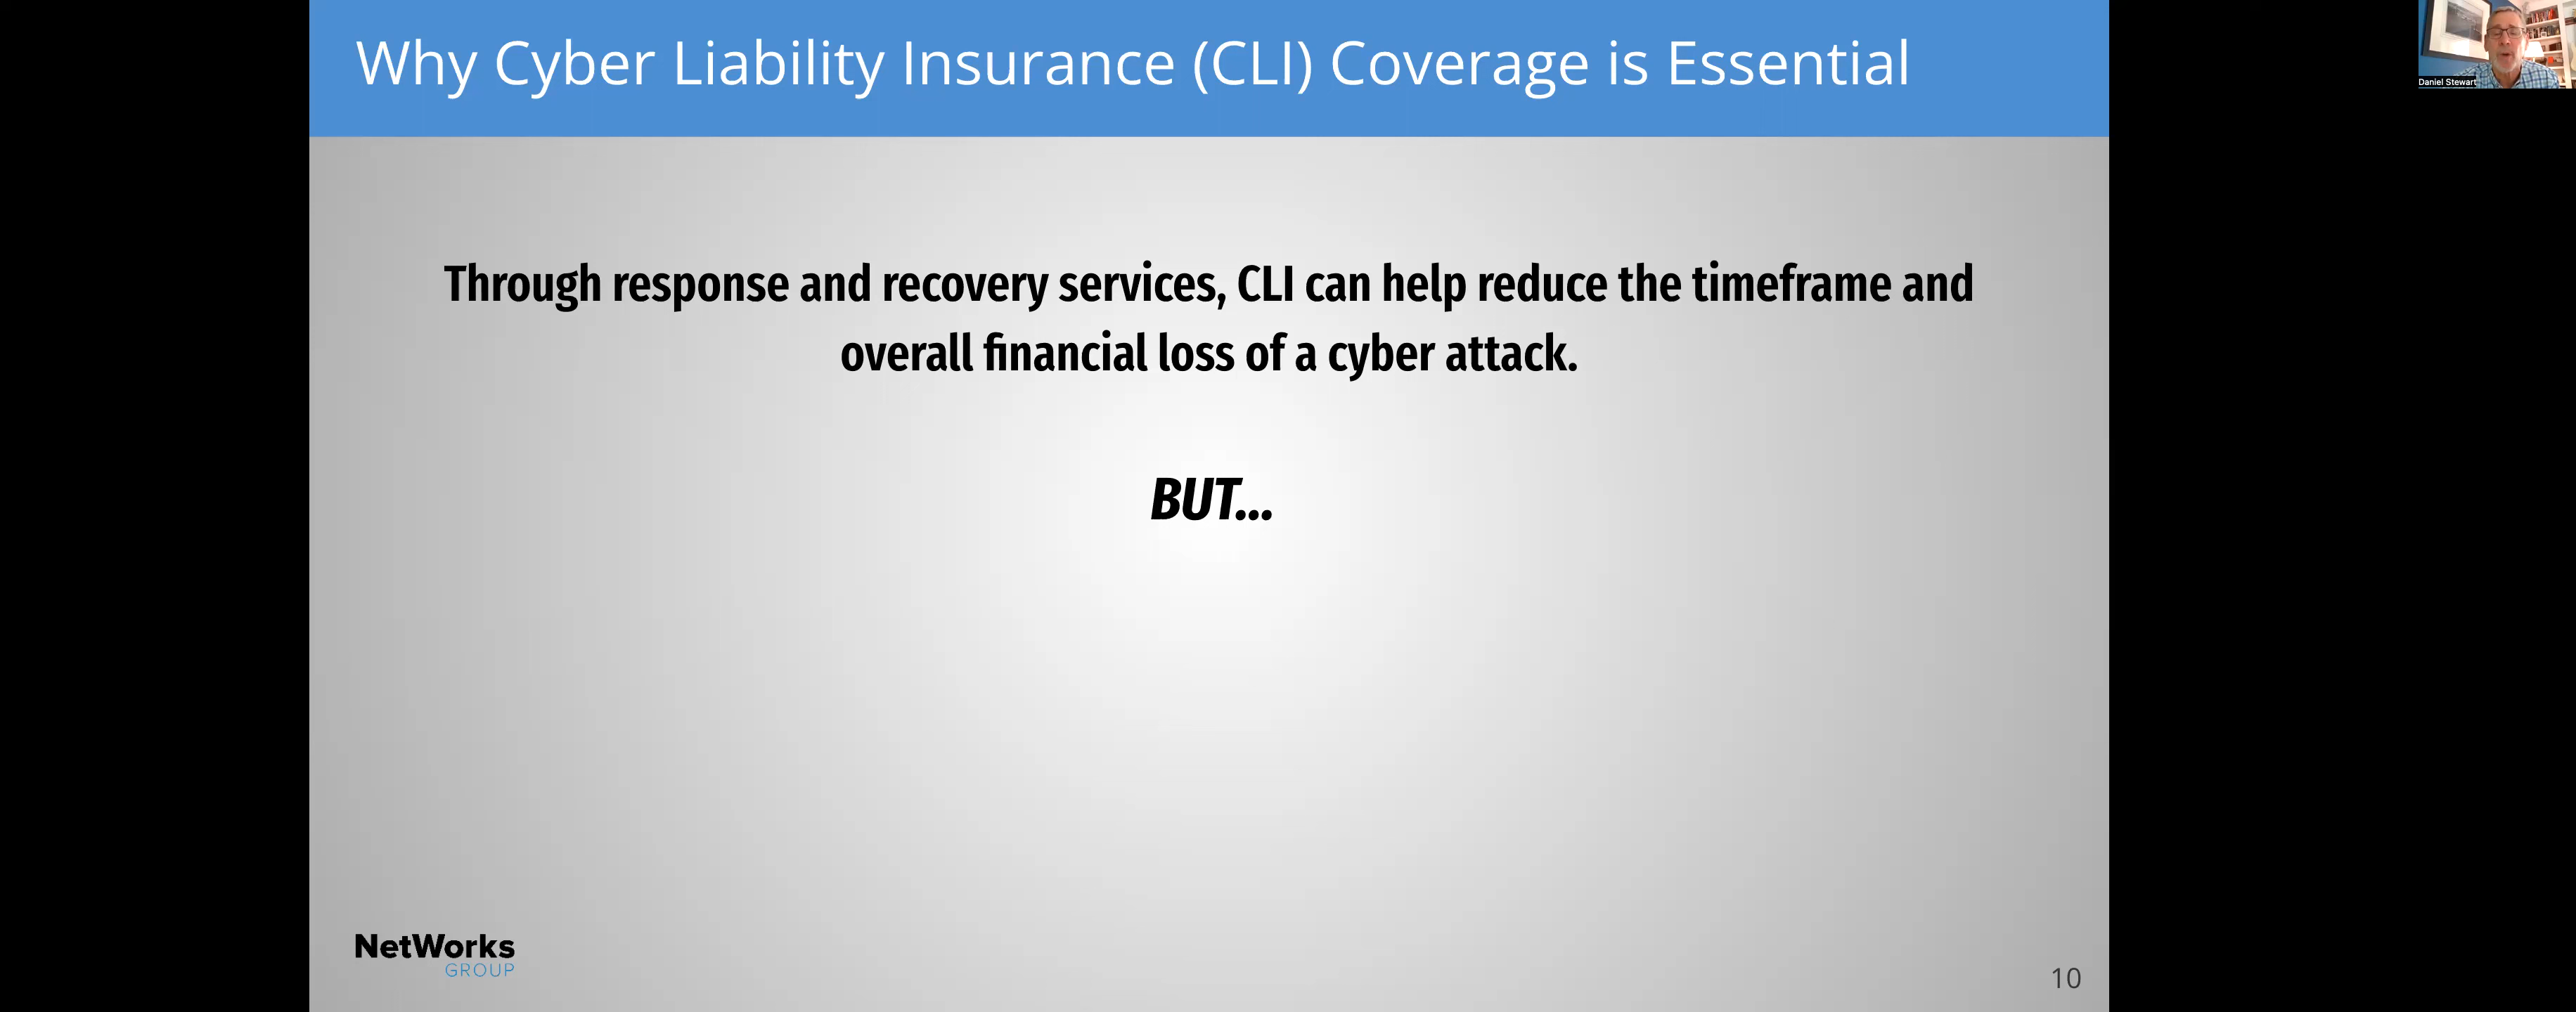 Why Cyber Liability Insurance (CLI) Coverage is Essential
Daniel Stewart
Through response and recovery services, CLI can help reduce the timeframe and
overall financial loss of a cyber attack.
BUT...
NetWorks
GROUP
10